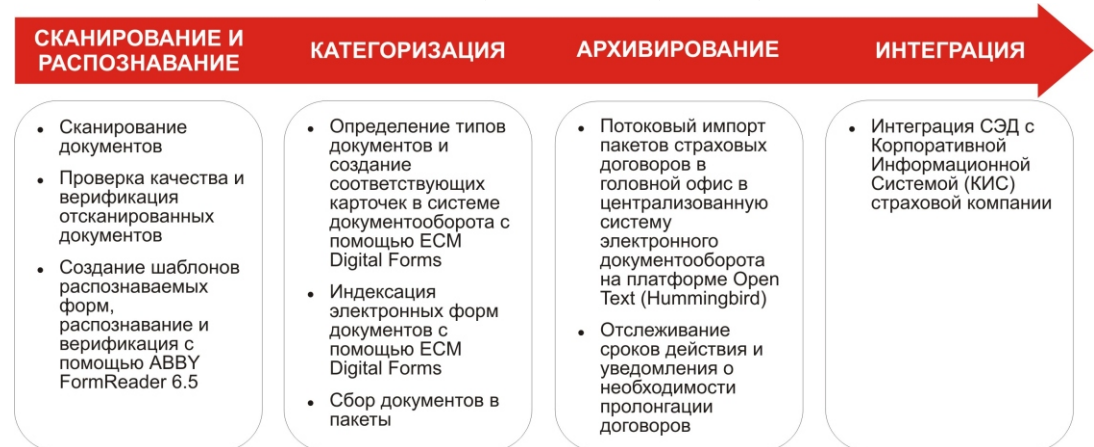 СКАНИРОВАНИЕ И
РАСПОЗНАВАНИЕ
КАТЕГОРИЗАЦИЯ
АРХИВИРОВАНИЕ
ИНТЕГРАЦИЯ
• Сканирование
документов
• Проверка качества и
верификация
отсканированных
документов
• Создание шаблонов
распознаваемых
форм,
распознавание и
верификация с
помощью ABBY
FormReader 6.5
• Определение типов
документов и
создание
соответствующих
карточек в системе
документооборота с
помощью ECM
Digital Forms
• Индексация
электронных форм
документов с
помощью ECM
Digital Forms
• Сбор документов в
пакеты
• Потоковый импорт
пакетов страховых
договоров в
головной офис в
централизованную
систему
электронного
документооборота
на платформе Open
Text (Hummingbird)
• Отслеживание
сроков действия и
уведомления о
необходимости
пролонгации
договоров
• Интеграция СЭД с
Корпоративной
Информационной
Системой (КИС)
страховой компании